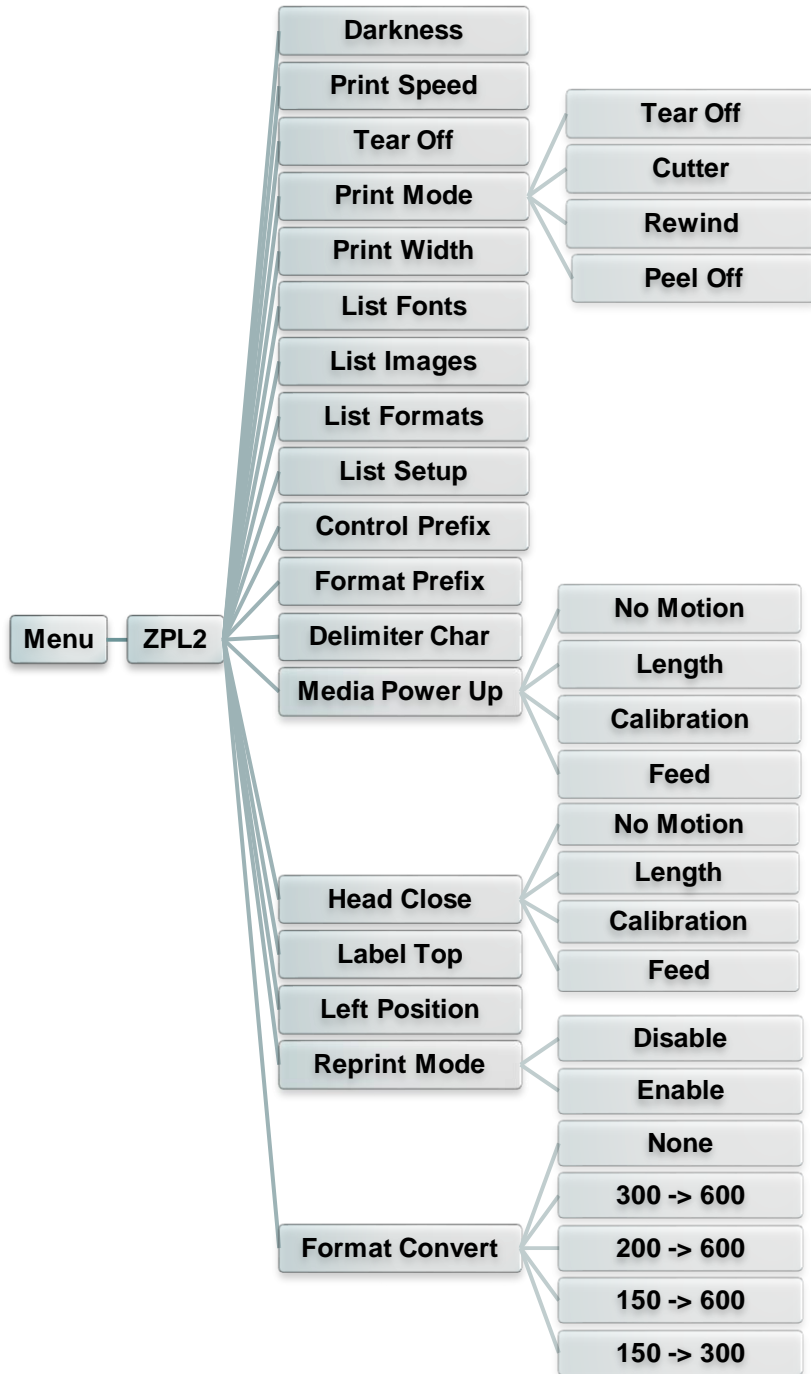 Menu
ZPL2
Darkness
Print Speed
Tear Off
Print Mode
Tear Off
Cutter
Rewind
Peel Off
Print Width
List Fonts
List Images
List Formats
List Setup
Control Prefix
Format Prefix
Delimiter Char
Media Power Up
No Motion
Length
Calibration
Feed
Head Close
No Motion
Length
Calibration
Feed
Label Top
Left Position
Reprint Mode
Disable
Enable
Format Convert
None
300 -> 600
200 -> 600
150 -> 600
150 -> 300